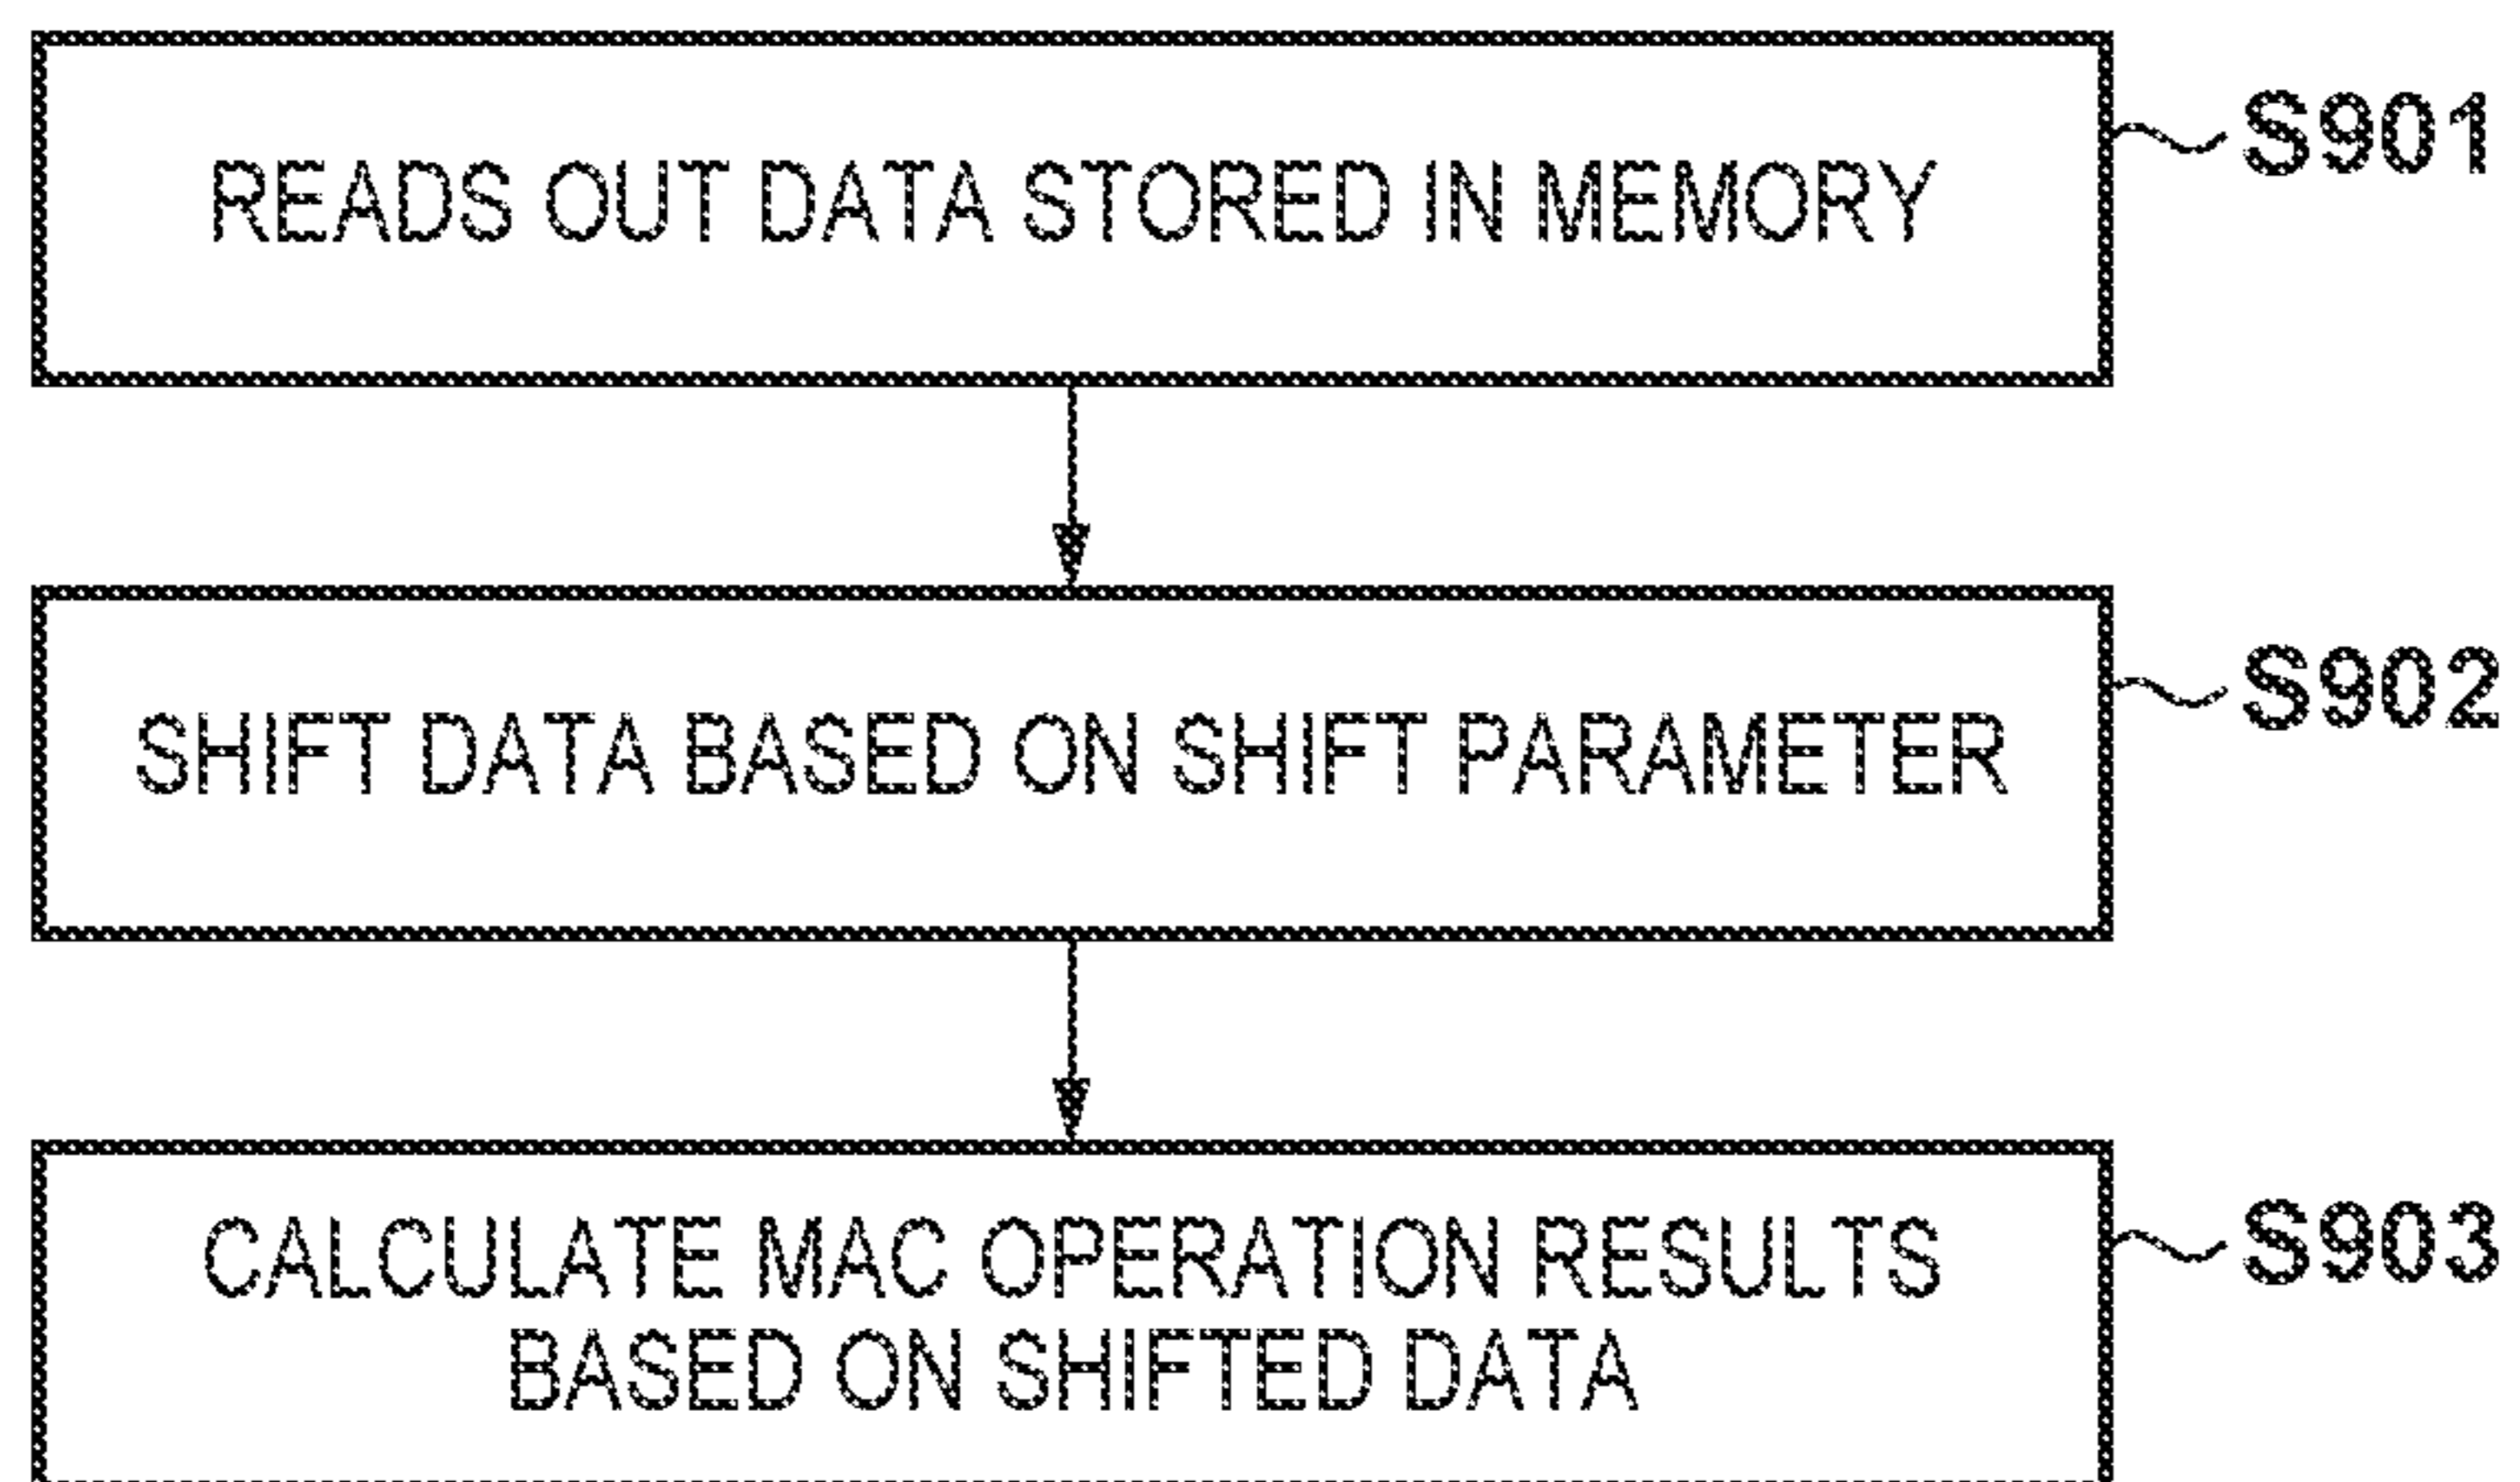 READS OUT DATA STORED IN MEMORY
S901
SHIFT DATA BASED ON SHIFT PARAMETER
S902
CALCULATE MAC OPERATION RESULTS
BASED ON SHIFTED DATA
S903